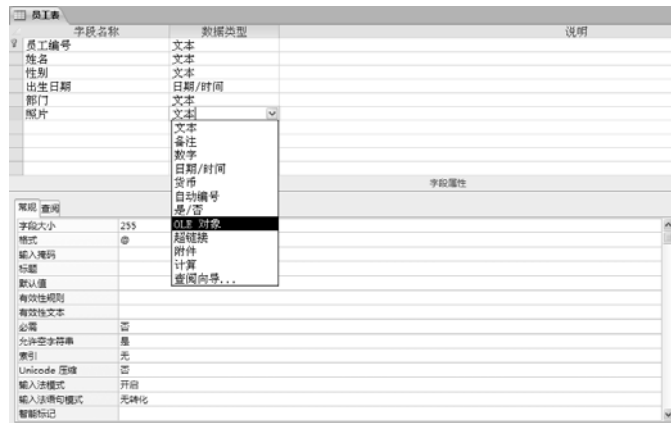 员工表
字段名称 数据类型 说明
员工编号 文本
姓名 文本
性别 文本
出生日期 日期/时间
部门 文本
照片 文本
文本
备注
数字
日期/时间
货币
自动编号
是/否
OLE 对象
超链接
附件
计算
查阅向导...
字段属性
常规 查阅
字段大小 255
格式 @
输入掩码
标题
默认值
有效性规则
有效性文本
必需 否
允许空字符串 是
索引 无
Unicode 压缩 否
输入法模式 开启
输入法语句模式 无转化
智能标记